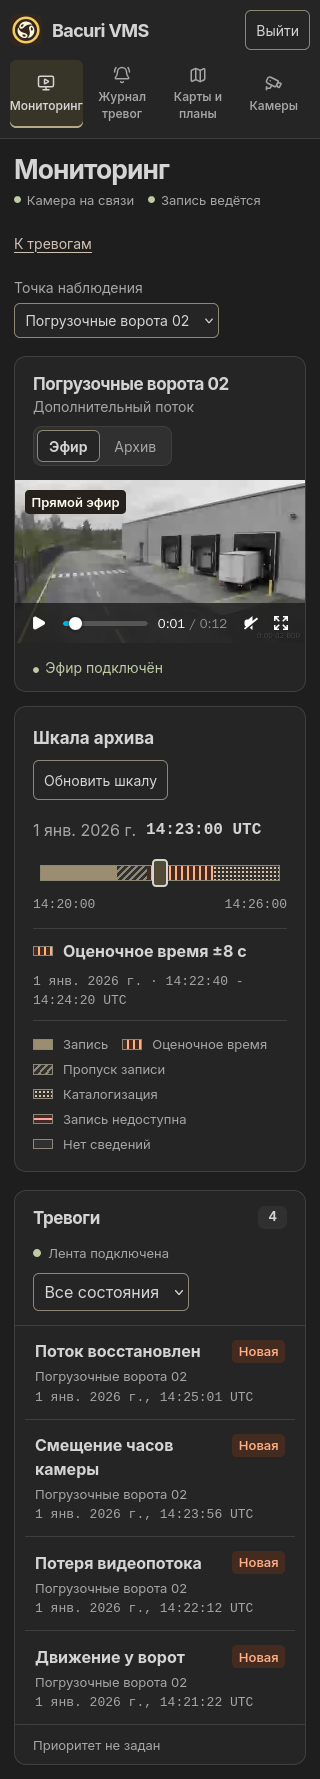 Bacuri VMS
Выйти
Мониторинг
Журнал тревог
Карты и планы
Камеры
Мониторинг
Камера на связи
Запись ведётся
К тревогам
Точка наблюдения
Погрузочные ворота 02
Погрузочные ворота 02
Дополнительный поток
Эфир
Архив
Прямой эфир
0:01 / 0:12
Эфир подключён
Шкала архива
Обновить шкалу
1 янв. 2026 г. 14:23:00 UTC
14:20:00
14:26:00
Оценочное время ±8 с
1 янв. 2026 г. · 14:22:40 -
14:24:20 UTC
Запись
Оценочное время
Пропуск записи
Каталогизация
Запись недоступна
Нет сведений
Тревоги
4
Лента подключена
Все состояния
Поток восстановлен
Новая
Погрузочные ворота 02
1 янв. 2026 г., 14:25:01 UTC
Смещение часов
камеры
Новая
Погрузочные ворота 02
1 янв. 2026 г., 14:23:56 UTC
Потеря видеопотока
Новая
Погрузочные ворота 02
1 янв. 2026 г., 14:22:12 UTC
Движение у ворот
Новая
Погрузочные ворота 02
1 янв. 2026 г., 14:21:22 UTC
Приоритет не задан